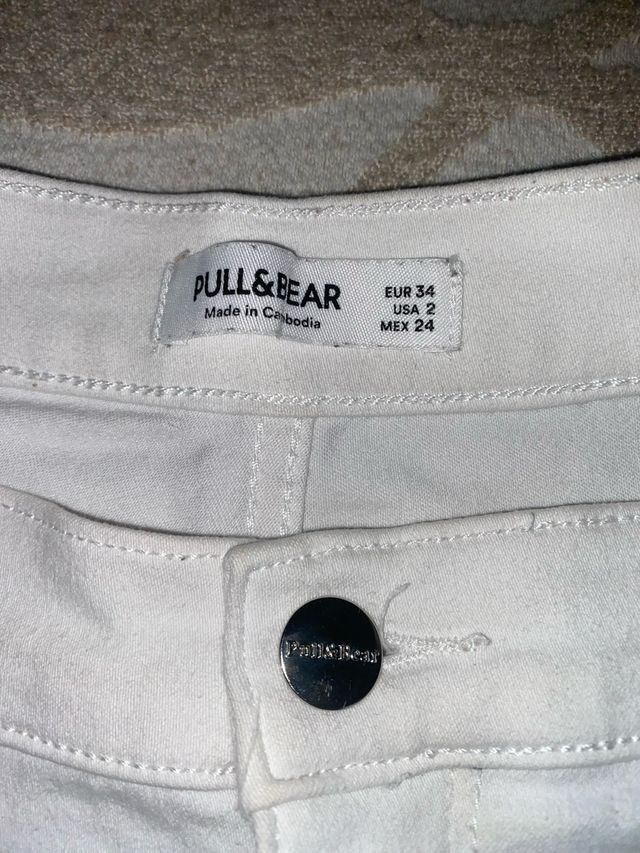 PULL&BEAR
Made in Cambodia
EUR 34
USA 2
MEX 24
Pull&Bear